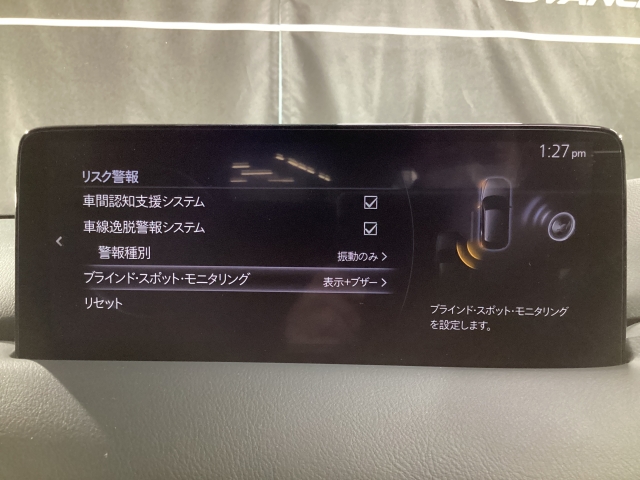 1:27 pm
リスク警報
車間認知支援システム
車線逸脱警報システム
警報種別 振動のみ
ブラインド・スポット・モニタリング 表示+ブザー
リセット
ブラインド・スポット・モニタリング
を設定します。